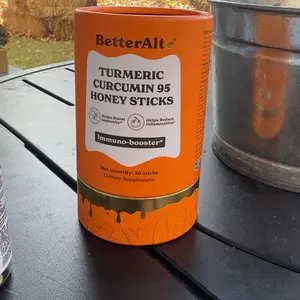 BetterAlt
TURMERIC
CURCUMIN 95
HONEY STICKS
Helps Boost
Immunity*
Helps Reduce
Inflammation*
Immuno-booster*
Net quantity: 30 sticks
Dietary Supplement